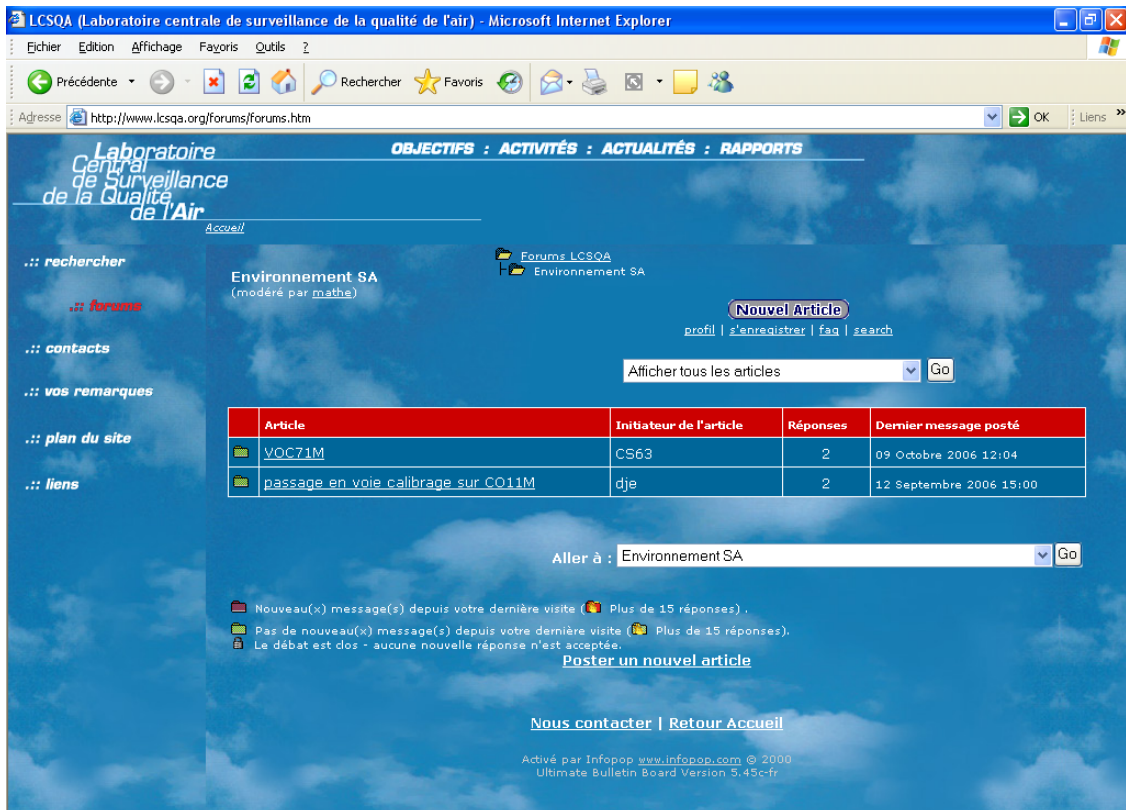 LCSQA (Laboratoire centrale de surveillance de la qualité de l'air) - Microsoft Internet Explorer
Fichier Edition Affichage Favoris Outils ?
Précédente Rechercher Favoris
Adresse http://www.lcsqa.org/forums/forums.htm OK Liens »
Laboratoire
Central
de Surveillance
de la Qualité
de l'Air
OBJECTIFS : ACTIVITÉS : ACTUALITÉS : RAPPORTS
Accueil
.:: rechercher
.:: forums
.:: contacts
.:: vos remarques
.:: plan du site
.:: liens
Environnement SA
(modéré par mathe)
Forums LCSQA
Environnement SA
Nouvel Article
profil | s'enregistrer | faq | search
Afficher tous les articles Go
Article Initiateur de l'article Réponses Dernier message posté
VOC71M CS63 2 09 Octobre 2006 12:04
passage en voie calibrage sur CO11M dje 2 12 Septembre 2006 15:00
Aller à : Environnement SA Go
Nouveau(x) message(s) depuis votre dernière visite ( Plus de 15 réponses) .
Pas de nouveau(x) message(s) depuis votre dernière visite ( Plus de 15 réponses).
Le débat est clos - aucune nouvelle réponse n'est acceptée.
Poster un nouvel article
Nous contacter | Retour Accueil
Activé par Infopop www.infopop.com © 2000
Ultimate Bulletin Board Version 5.45c-fr